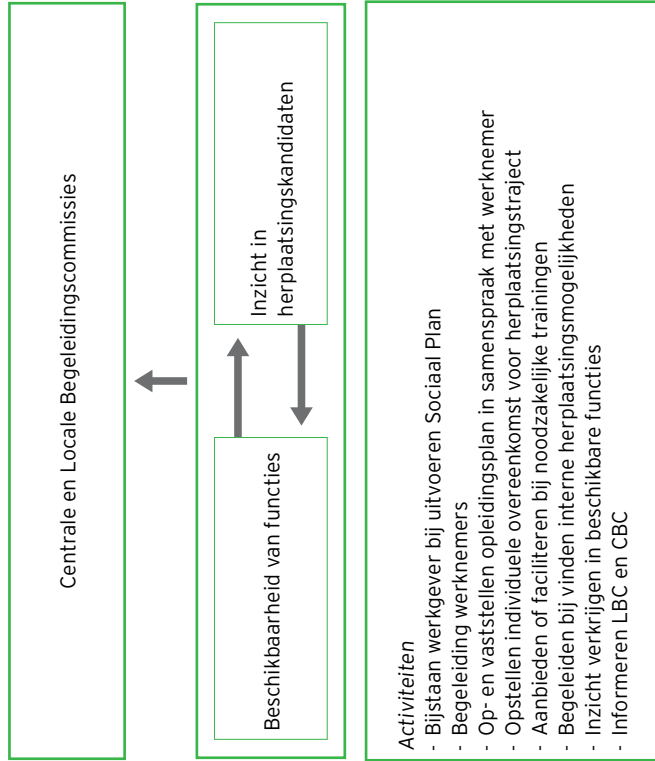 Centrale en Locale Begeleidingscommissies
Beschikbaarheid van functies
Inzicht in
herplaatsingskandidaten
Activiteiten
- Bijstaan werkgever bij uitvoeren Sociaal Plan
- Begeleiding werknemers
- Op- en vaststellen opleidingsplan in samenspraak met werknemer
- Opstellen individuele overeenkomst voor herplaatsingstraject
- Aanbieden of faciliteren bij noodzakelijke trainingen
- Begeleiden bij vinden interne herplaatsingsmogelijkheden
- Inzicht verkrijgen in beschikbare functies
- Informeren LBC en CBC